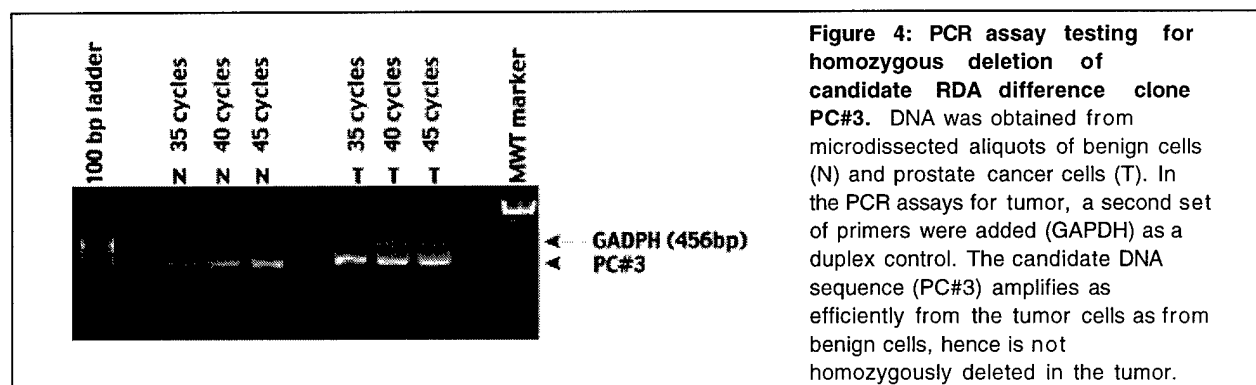 100 bp ladder
N 35 cycles
N 40 cycles
N 45 cycles
T 35 cycles
T 40 cycles
T 45 cycles
MWT marker
GADPH (456bp)
PC#3
Figure 4: PCR assay testing for
homozygous deletion of
candidate RDA difference clone
PC#3. DNA was obtained from
microdissected aliquots of benign cells
(N) and prostate cancer cells (T). In
the PCR assays for tumor, a second set
of primers were added (GAPDH) as a
duplex control. The candidate DNA
sequence (PC#3) amplifies as
efficiently from the tumor cells as from
benign cells, hence is not
homozygously deleted in the tumor.